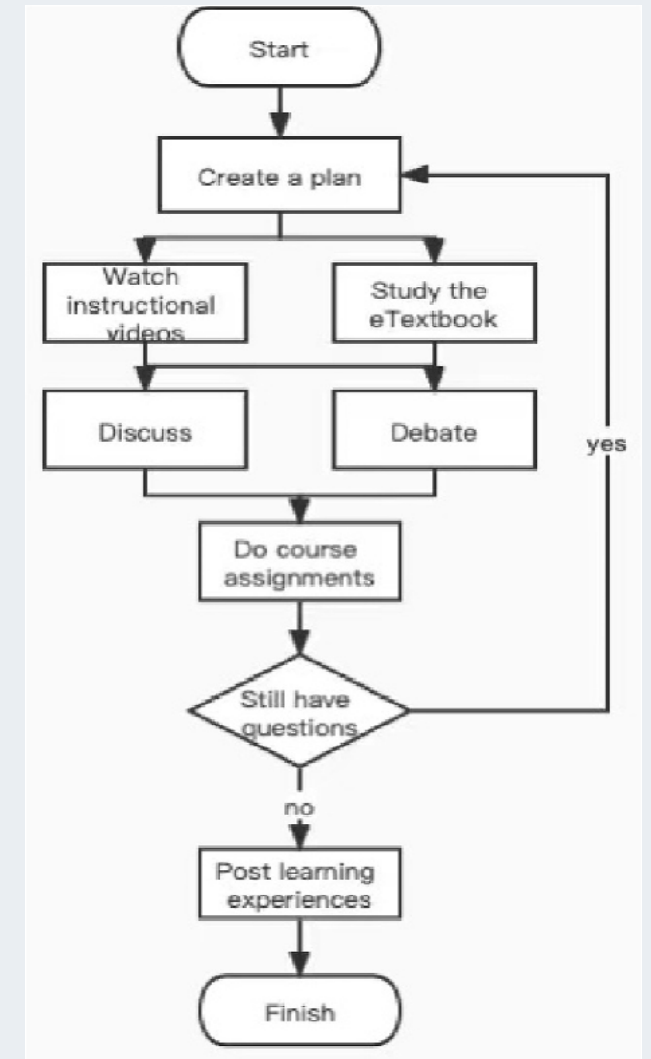 Start
Create a plan
Watch
instructional
videos
Study the
eTextbook
Discuss
Debate
yes
Do course
assignments
Still have
questions
no
Post learning
experiences
Finish